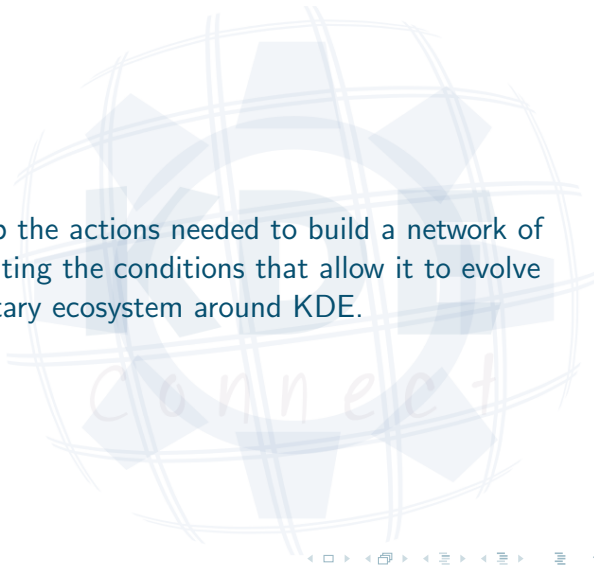 the actions needed to build a network of
ting the conditions that allow it to evolve
tary ecosystem around KDE.
KDE
Connect